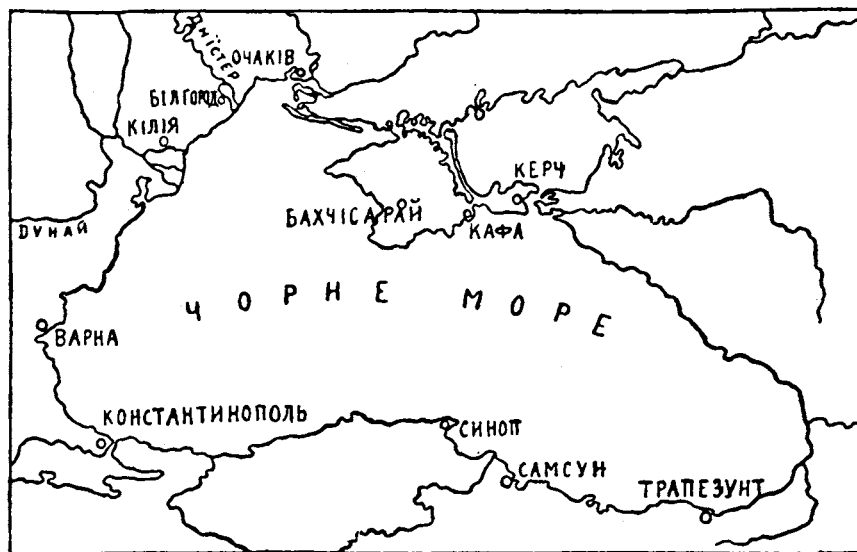 ДНІСТЕР
ОЧАКІВ
БІЛГОРОД
КІЛІЯ
КЕРЧ
БАХЧІСАРАЙ
КАФА
ДУНАЙ
ЧОРНЕ МОРЕ
ВАРНА
КОНСТАНТИНОПОЛЬ
СИНОП
САМСУН
ТРАПЕЗУНТ